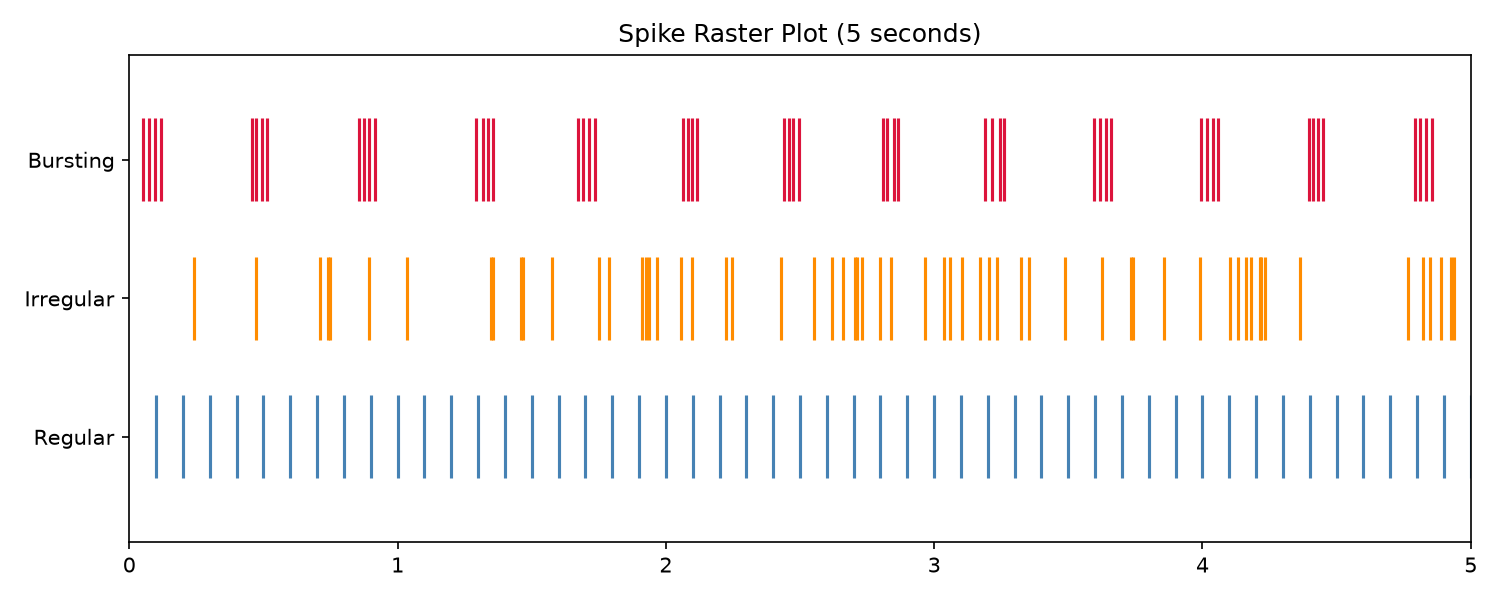 Spike Raster Plot (5 seconds)
Bursting
Irregular
Regular
0 1 2 3 4 5